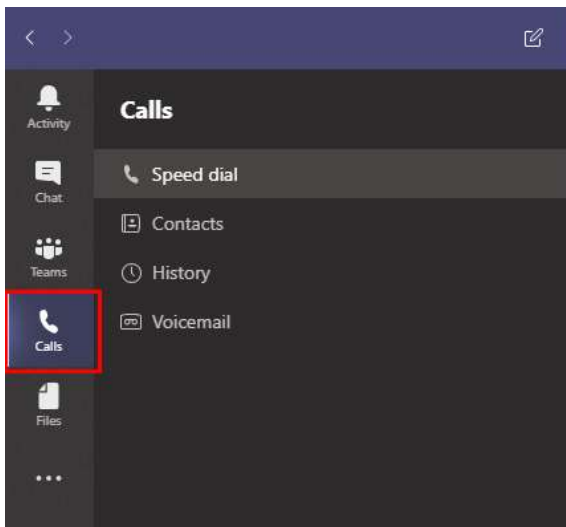 Activity
Chat
Teams
Calls
Files
Calls
Speed dial
Contacts
History
Voicemail